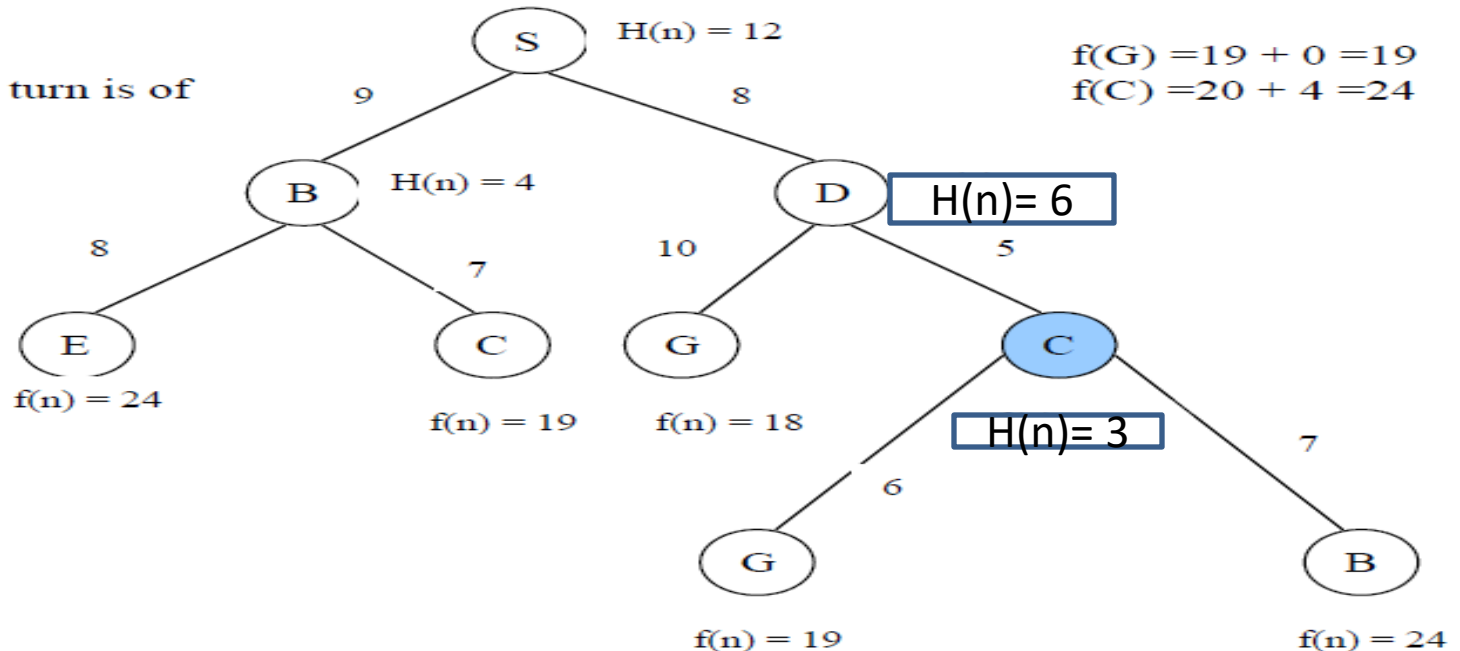 S
H(n) = 12
f(G) =19 + 0 =19
f(C) =20 + 4 =24
turn is of
9
8
B
H(n) = 4
D
H(n)= 6
8
7
10
5
E
C
G
C
f(n) = 24
f(n) = 19
f(n) = 18
H(n)= 3
7
6
G
B
f(n) = 19
f(n) = 24